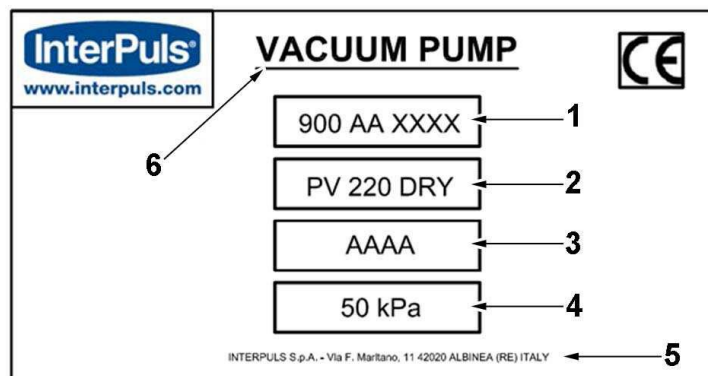 InterPuls®
www.interpuls.com
VACUUM PUMP
CE
6
900 AA XXXX
1
PV 220 DRY
2
AAAA
3
50 kPa
4
INTERPULS S.p.A. - Via F. Maritano, 11 42020 ALBINEA (RE) ITALY
5